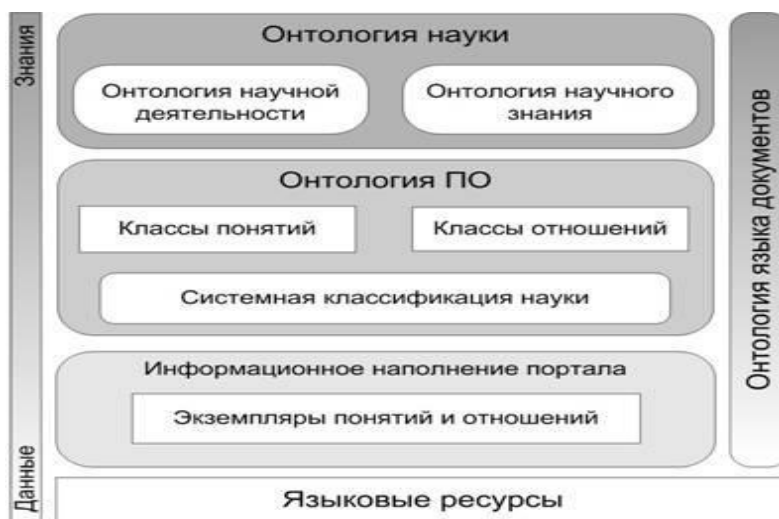 Знания
Онтология науки
Онтология научной
деятельности
Онтология научного
знания
Онтология ПО
Классы понятий
Классы отношений
Системная классификация науки
Информационное наполнение портала
Экземпляры понятий и отношений
Данные
Языковые ресурсы
Онтология языка документов